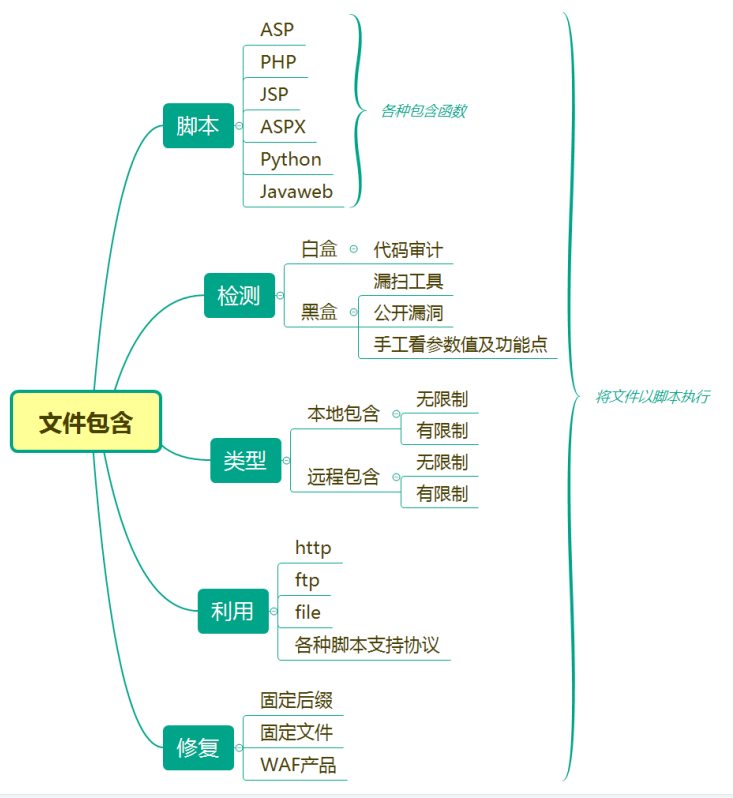 文件包含
脚本
ASP
PHP
JSP
ASPX
Python
Javaweb
各种包含函数
检测
白盒
代码审计
黑盒
漏扫工具
公开漏洞
手工看参数值及功能点
类型
本地包含
无限制
有限制
远程包含
无限制
有限制
利用
http
ftp
file
各种脚本支持协议
修复
固定后缀
固定文件
WAF产品
将文件以脚本执行